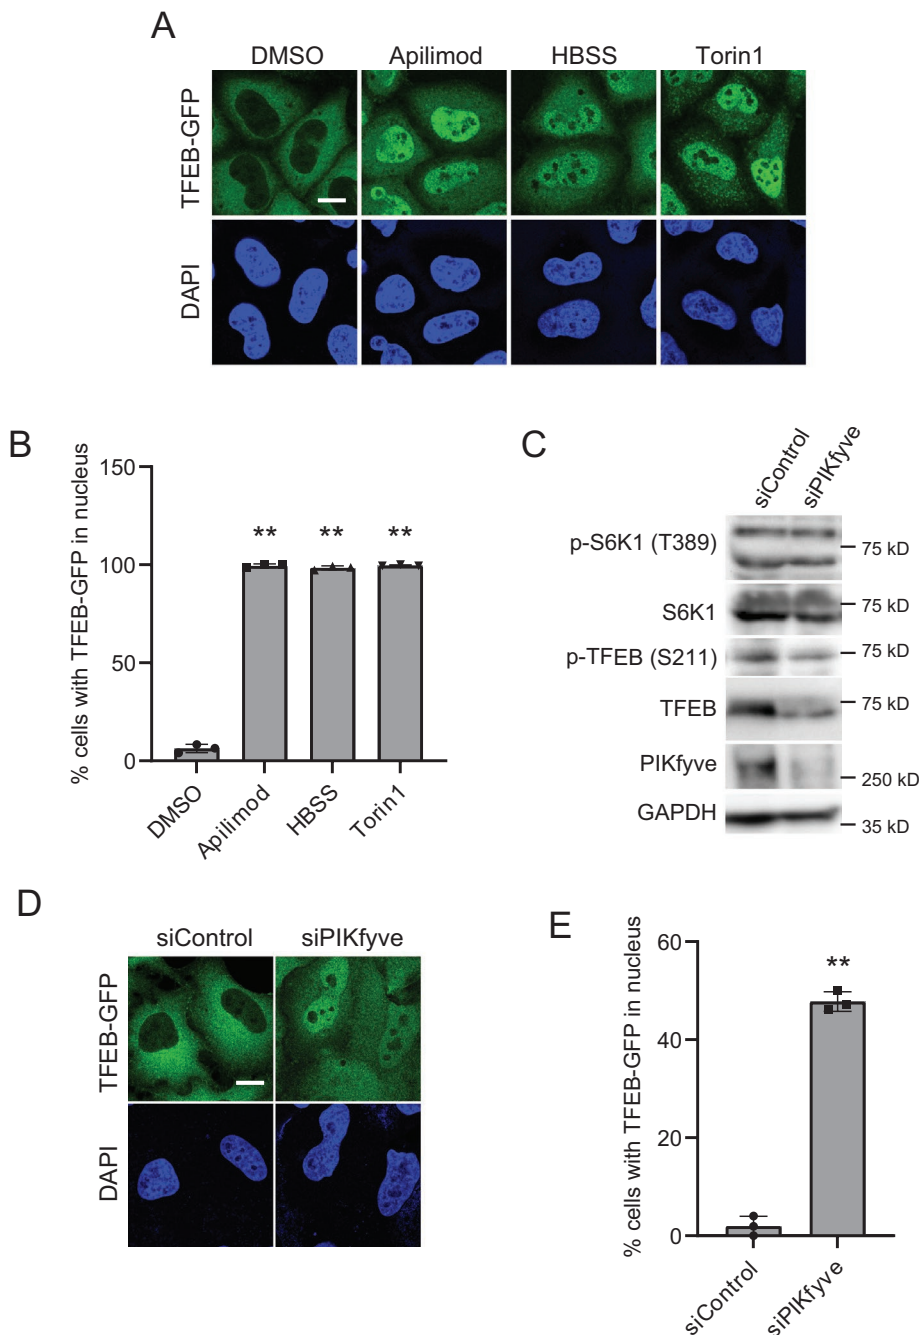 A
DMSO Apilimod HBSS Torin1
TFEB-GFP
DAPI
B
% cells with TFEB-GFP in nucleus
150
100
50
0
** ** **
DMSO Apilimod HBSS Torin1
C
siControl siPIKfyve
p-S6K1 (T389) 75 kD
S6K1 75 kD
p-TFEB (S211) 75 kD
TFEB 75 kD
PIKfyve 250 kD
GAPDH 35 kD
D
siControl siPIKfyve
TFEB-GFP
DAPI
E
% cells with TFEB-GFP in nucleus
60
40
20
0
**
siControl siPIKfyve